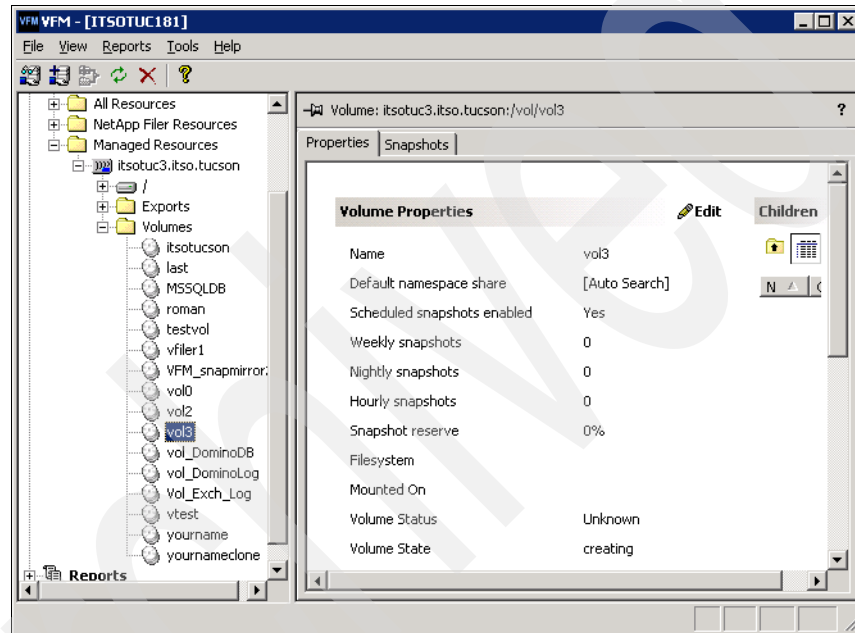 VFM VFM - [ITSOTUC181]
File View Reports Tools Help
All Resources
NetApp Filer Resources
Managed Resources
itsotuc3.itso.tucson
/
Exports
Volumes
itsotucson
last
MSSQLDB
roman
testvol
vfiler1
VFM_snapmirror
vol0
vol2
vol3
vol_DominoDB
vol_DominoLog
Vol_Exch_Log
vtest
yourname
yournameclone
Reports
Volume: itsotuc3.itso.tucson:/vol/vol3 ?
Properties Snapshots
Volume Properties Edit Children
Name vol3
N
Default namespace share [Auto Search]
Scheduled snapshots enabled Yes
Weekly snapshots 0
Nightly snapshots 0
Hourly snapshots 0
Snapshot reserve 0%
Filesystem
Mounted On
Volume Status Unknown
Volume State creating